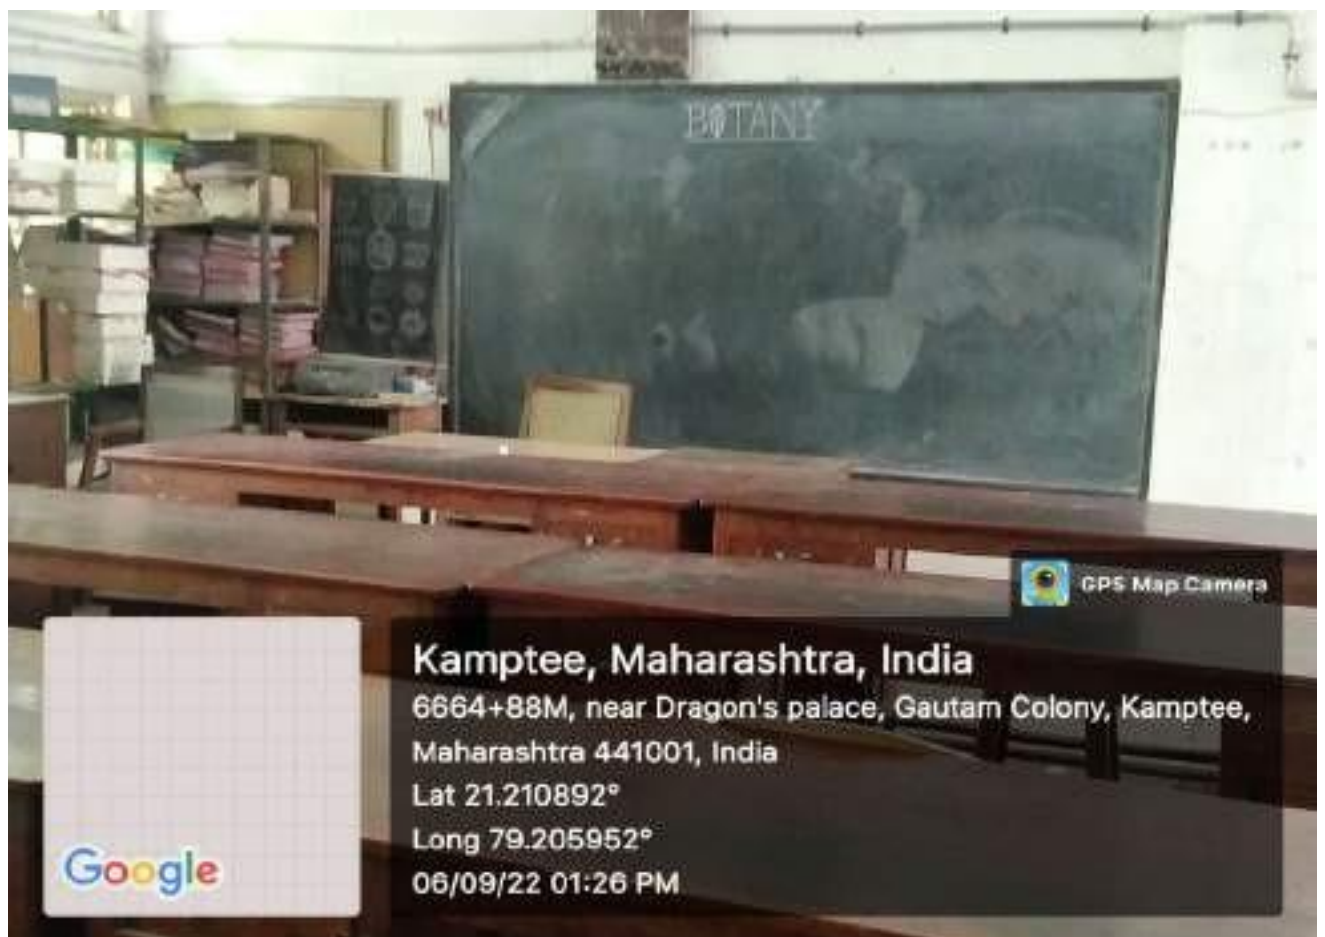 BOTANY
GPS Map Camera
Kamptee, Maharashtra, India
6664+88M, near Dragon's palace, Gautam Colony, Kamptee,
Maharashtra 441001, India
Lat 21.210892°
Long 79.205952°
06/09/22 01:26 PM
Google